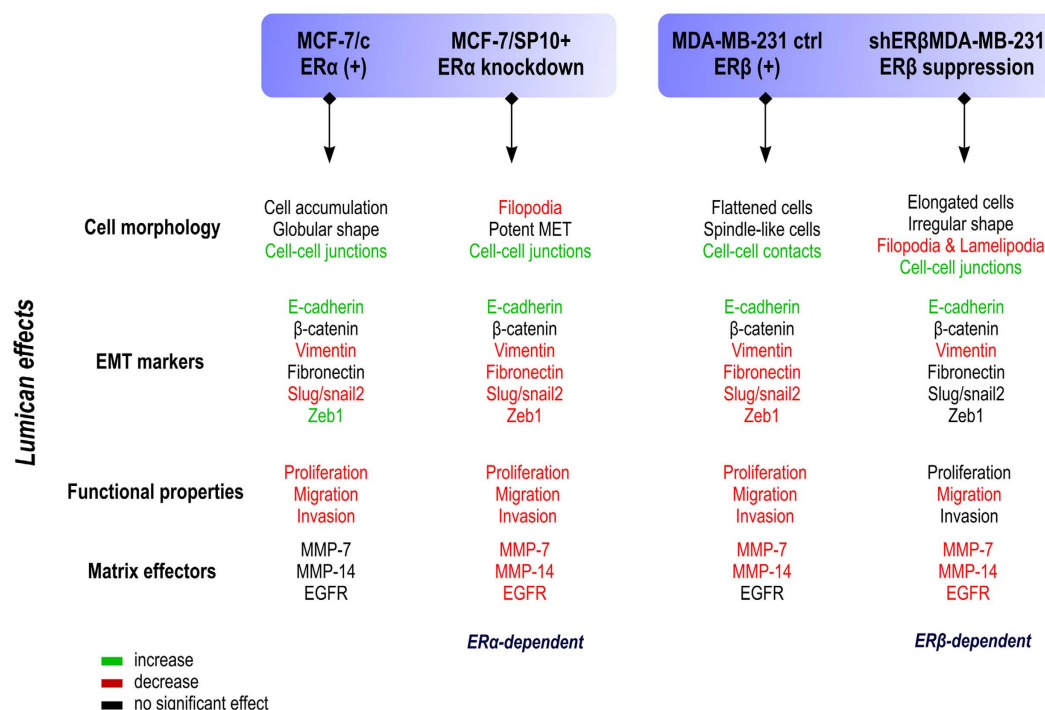 MCF-7/c
ERα (+)
MCF-7/SP10+
ERα knockdown
MDA-MB-231 ctrl
ERβ (+)
shERβMDA-MB-231
ERβ suppression
Lumican effects
Cell morphology
Cell accumulation
Globular shape
Cell-cell junctions
Filopodia
Potent MET
Cell-cell junctions
Flattened cells
Spindle-like cells
Cell-cell contacts
Elongated cells
Irregular shape
Filopodia & Lamelipodia
Cell-cell junctions
EMT markers
E-cadherin
β-catenin
Vimentin
Fibronectin
Slug/snail2
Zeb1
E-cadherin
β-catenin
Vimentin
Fibronectin
Slug/snail2
Zeb1
E-cadherin
β-catenin
Vimentin
Fibronectin
Slug/snail2
Zeb1
E-cadherin
β-catenin
Vimentin
Fibronectin
Slug/snail2
Zeb1
Functional properties
Proliferation
Migration
Invasion
Proliferation
Migration
Invasion
Proliferation
Migration
Invasion
Proliferation
Migration
Invasion
Matrix effectors
MMP-7
MMP-14
EGFR
MMP-7
MMP-14
EGFR
MMP-7
MMP-14
EGFR
MMP-7
MMP-14
EGFR
ERα-dependent
ERβ-dependent
increase
decrease
no significant effect